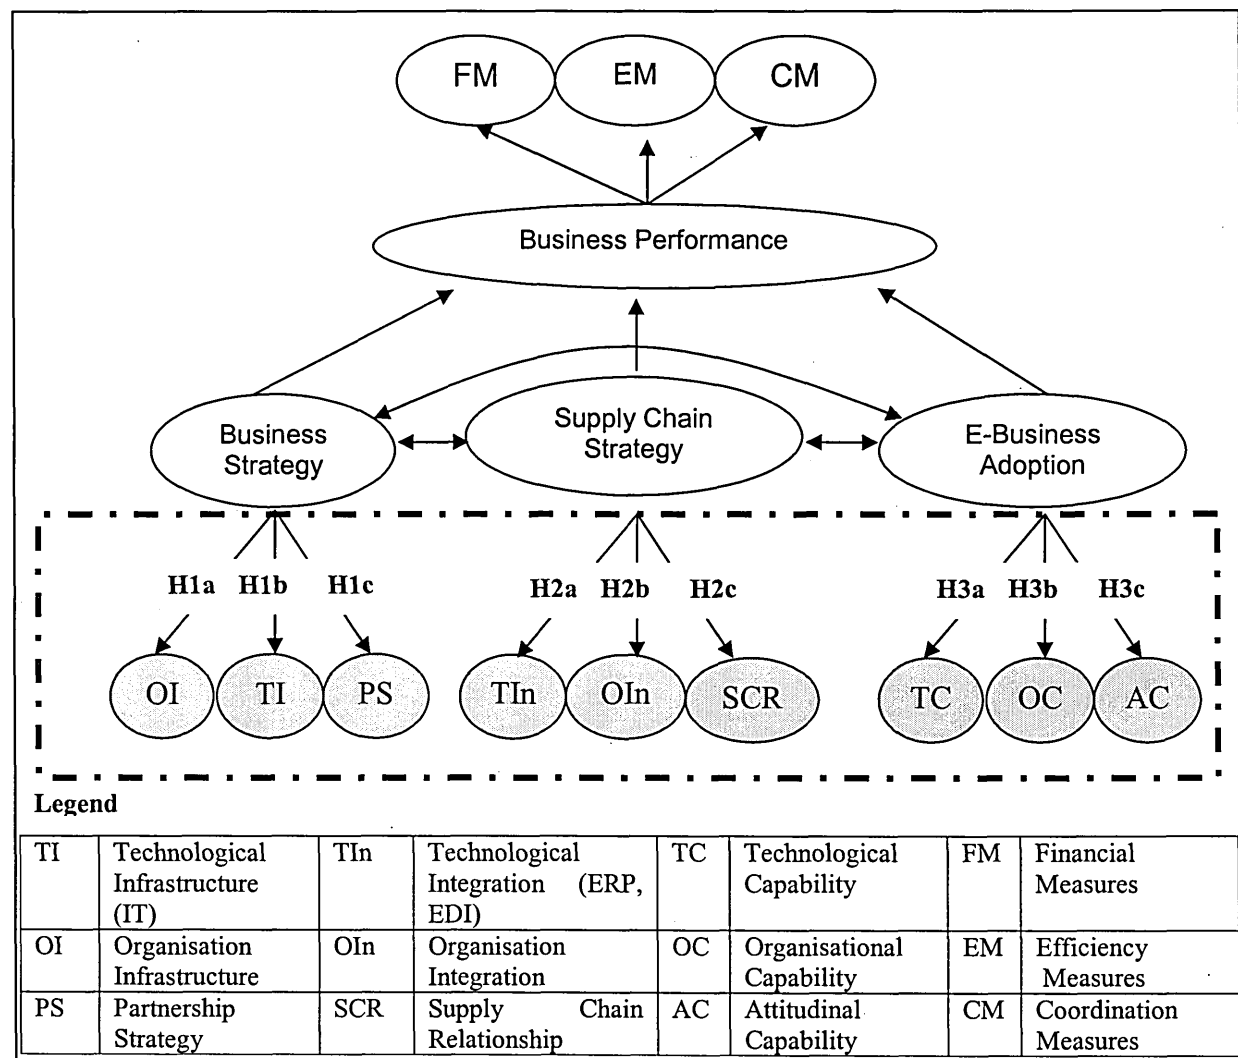 FM EM CM
Business Performance
Business
Strategy
Supply Chain
Strategy
E-Business
Adoption
H1a H1b H1c H2a H2b H2c H3a H3b H3c
OI TI PS TIn OIn SCR TC OC AC
Legend
TI Technological TIn Technological TC Technological FM Financial
Infrastructure Integration (ERP, Capability Measures
(IT) EDI)
OI Organisation OIn Organisation OC Organisational EM Efficiency
Infrastructure Integration Capability Measures
PS Partnership SCR Supply Chain AC Attitudinal CM Coordination
Strategy Relationship Capability Measures